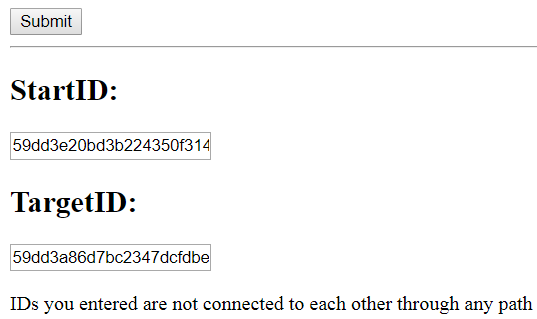 Submit
StartID:
59dd3e20bd3b224350f314
TargetID:
59dd3a86d7bc2347dcfdbe
IDs you entered are not connected to each other through any path